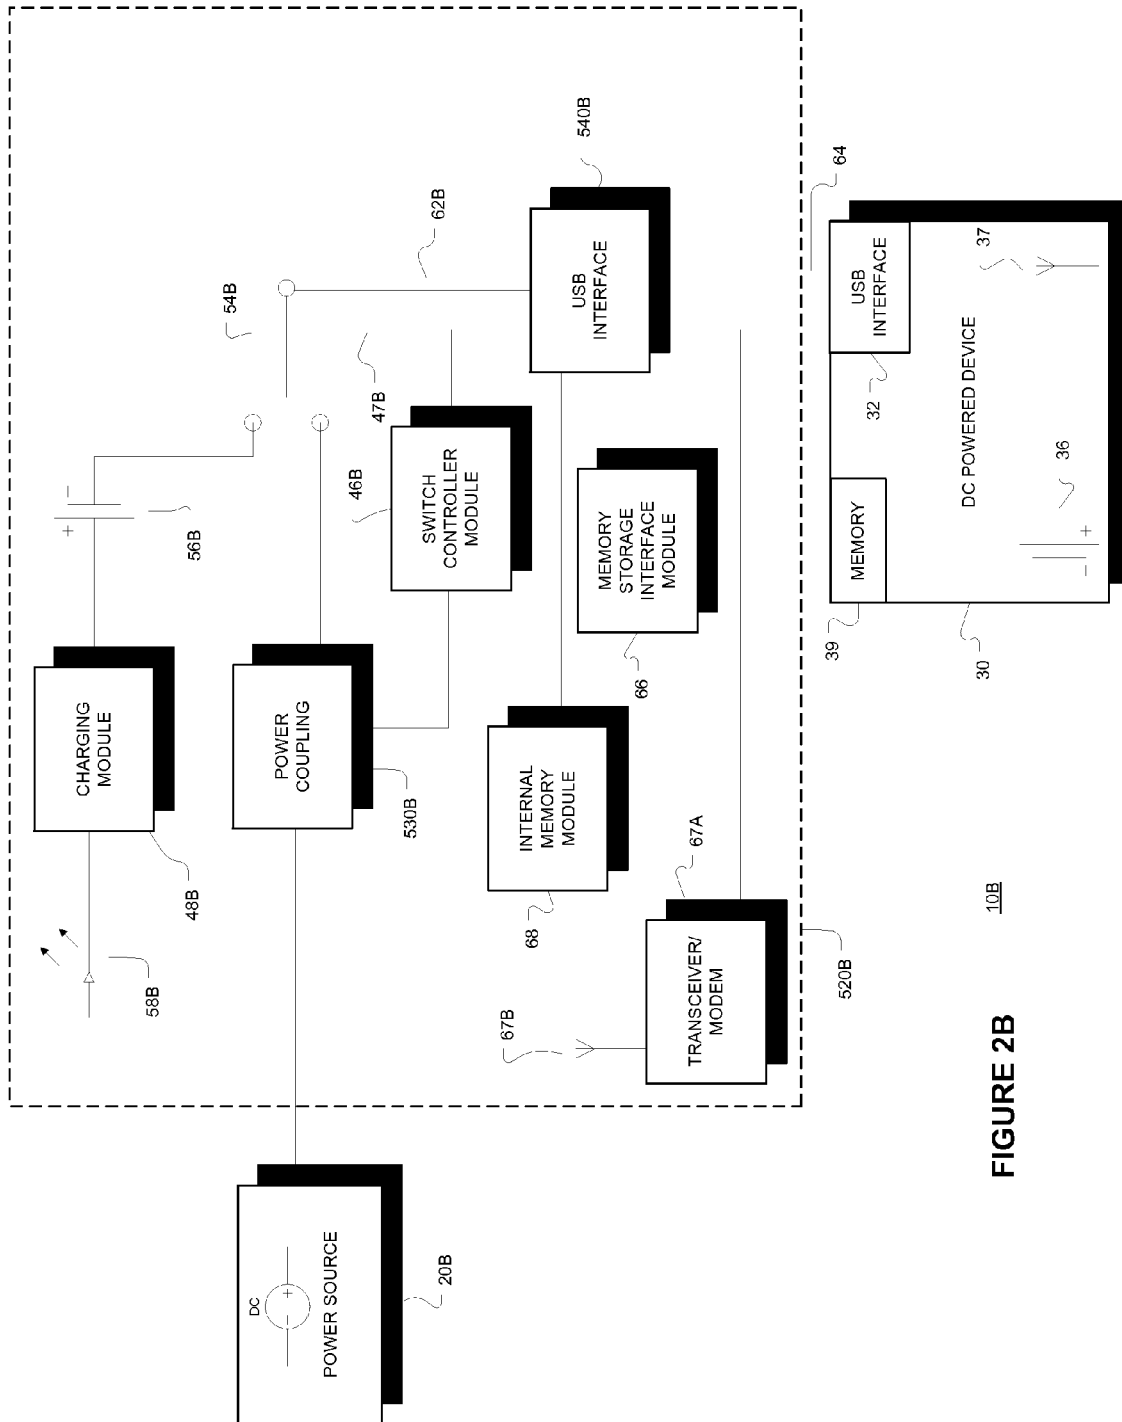 DC
- +
POWER SOURCE
20B
58B
CHARGING
MODULE
48B
+ -
56B
54B
POWER
COUPLING
530B
46B
SWITCH
CONTROLLER
MODULE
47B
62B
540B
USB
INTERFACE
INTERNAL
MEMORY
MODULE
68
MEMORY
STORAGE
INTERFACE
MODULE
66
67B
TRANSCEIVER/
MODEM
67A
520B
64
39
MEMORY
USB
INTERFACE
32
37
DC POWERED DEVICE
36
- +
30
10B
FIGURE 2B